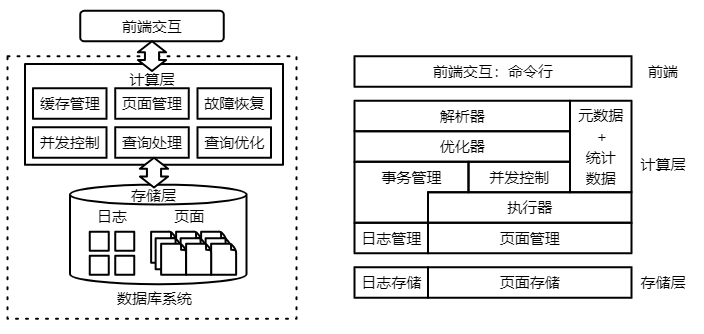 前端交互
计算层
缓存管理 页面管理 故障恢复
并发控制 查询处理 查询优化
存储层
日志 页面
数据库系统
前端交互：命令行 前端
解析器
优化器
事务管理 并发控制
元数据
+
统计
数据
计算层
执行器
日志管理 页面管理
日志存储 页面存储 存储层